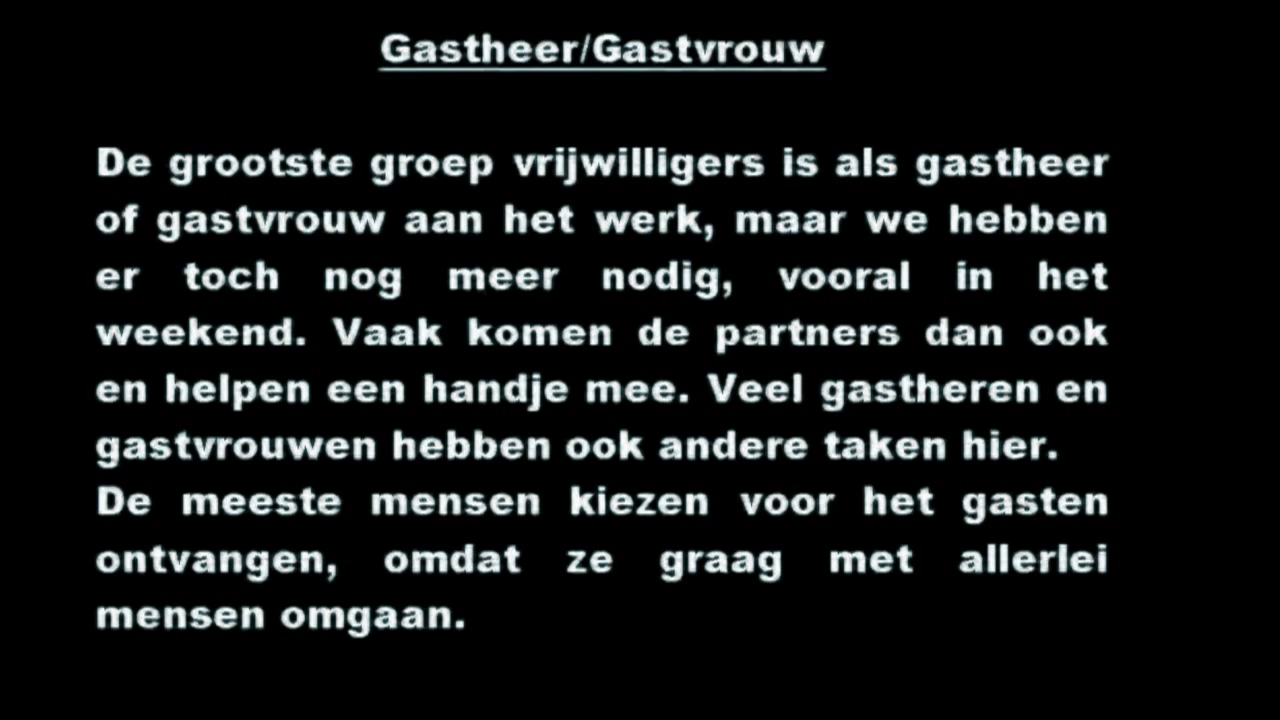 Gastheer/Gastvrouw
De grootste groep vrijwilligers is als gastheer
of gastvrouw aan het werk, maar we hebben
er toch nog meer nodig, vooral in het
weekend. Vaak komen de partners dan ook
en helpen een handje mee. Veel gastheren en
gastvrouwen hebben ook andere taken hier.
De meeste mensen kiezen voor het gasten
ontvangen, omdat ze graag met allerlei
mensen omgaan.